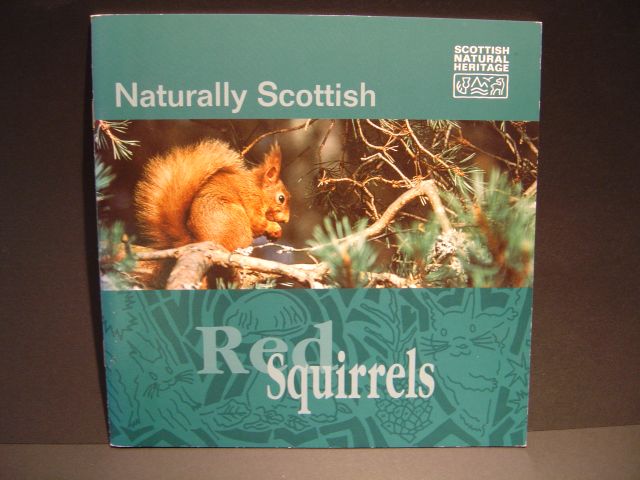 SCOTTISH
NATURAL
HERITAGE
Naturally Scottish
Red
Squirrels